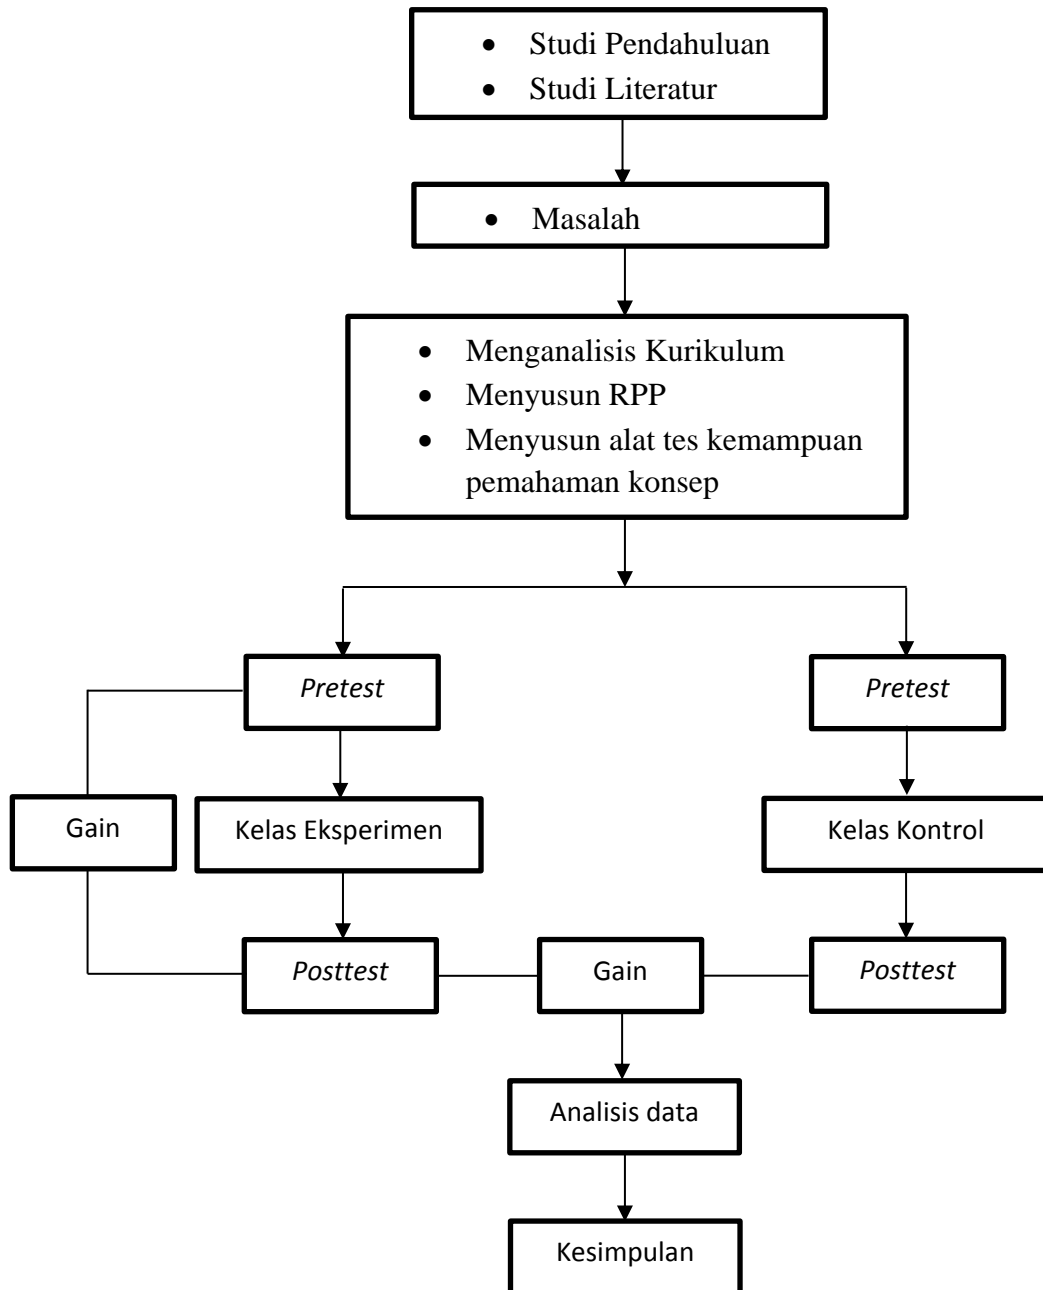 • Studi Pendahuluan
• Studi Literatur
• Masalah
• Menganalisis Kurikulum
• Menyusun RPP
• Menyusun alat tes kemampuan
pemahaman konsep
Pretest
Pretest
Gain
Kelas Eksperimen
Kelas Kontrol
Posttest
Gain
Posttest
Analisis data
Kesimpulan